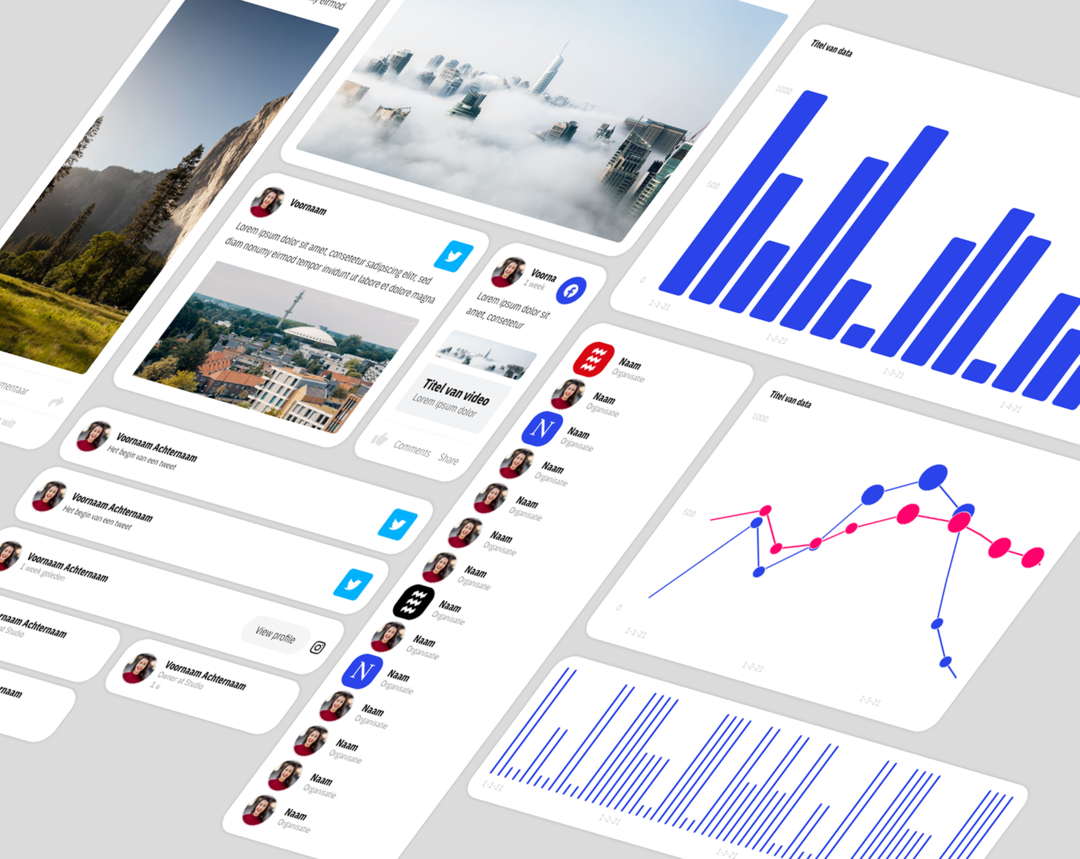 ny eirmod
mentaar
wilt
Voornaam
Lorem ipsum dolor sit amet, consetetur sadipscing elitr, sed
diam nonumy eirmod tempor invidunt ut labore et dolore magna
Voorna
1 week
Lorem ipsum dolor sit
amet, consetetur
Titel van video
Lorem ipsum dolor
Comments Share
Voornaam Achternaam
Het begin van een tweet
Voornaam Achternaam
Het begin van een tweet
Voornaam Achternaam
1 week geleden
View profile
rnaam Achternaam
at Studio
Voornaam Achternaam
Owner at Studio
1 u
rnaam
Naam
Organisatie
Naam
Organisatie
N
Naam
Organisatie
Naam
Organisatie
Naam
Organisatie
Naam
Organisatie
Naam
Organisatie
Naam
Organisatie
Naam
Organisatie
N
Naam
Organisatie
Naam
Organisatie
Naam
Organisatie
Naam
Organisatie
Naam
Organisatie
Titel van data
1000
500
0
1-1-21
1-2-21
1-3-21
1-4-21
Titel van data
1000
500
0
1-1-21
1-2-21
1-3-21
1-1-21
1-2-21
1-3-21